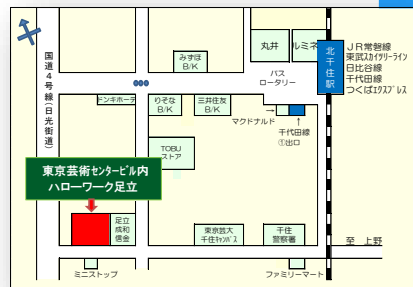 丸井
ルミネ
北千住駅
ＪＲ常磐線
東武スカイツリーライン
日比谷線
千代田線
つくばエクスプレス
みずほ
B/K
バス
ロータリー
国道４号線（日光街道）
ドンキホーテ
りそな
B/K
三井住友
B/K
マクドナルド
千代田線
①出口
TOBU
ストア
東京芸術センタービル内
ハローワーク足立
足立
成和
信金
東京芸大
千住キャンパス
千住
警察署
至 上野
ミニストップ
ファミリーマート